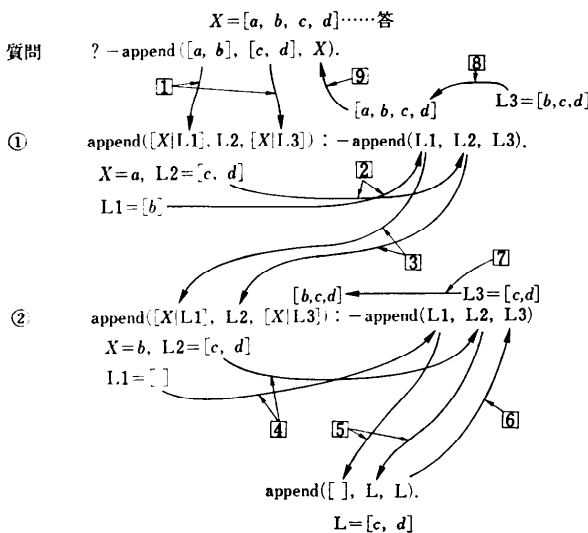 X=[a, b, c, d]……答
質問 ?-append([a, b], [c, d], X).
1 9 8
[a, b, c, d] L3=[b,c,d]
① append([X|L1], L2, [X|L3]) : -append(L1, L2, L3).
X=a, L2=[c, d] 2
L1=[b]
3 7
[b,c,d] L3=[c,d]
② append([X|L1], L2, [X|L3]) : -append(L1, L2, L3)
X=b, L2=[c, d]
L1=[ ]
4 5 6
append([ ], L, L).
L=[c, d]